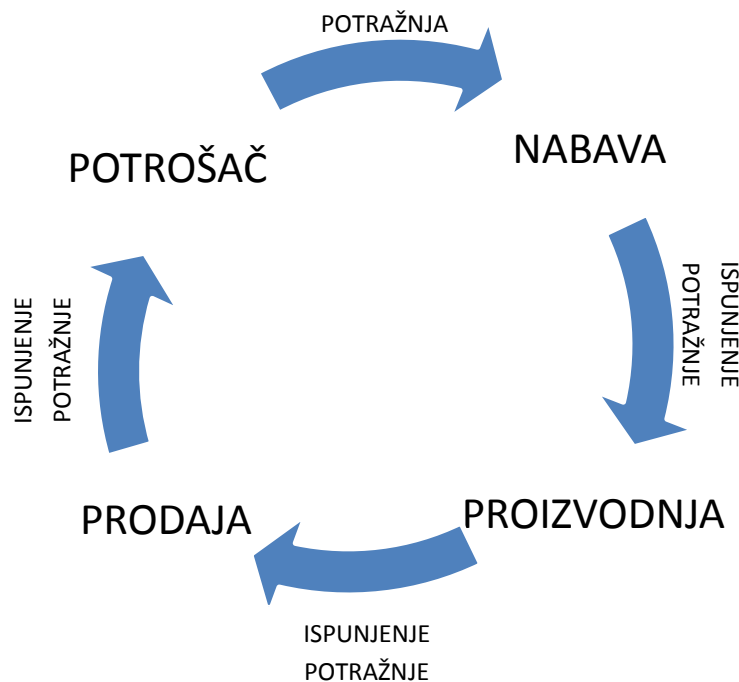 POTRAŽNJA
NABAVA
POTROŠAČ
ISPUNJENJE
POTRAŽNJE
PROIZVODNJA
ISPUNJENJE
POTRAŽNJE
PRODAJA
ISPUNJENJE
POTRAŽNJE